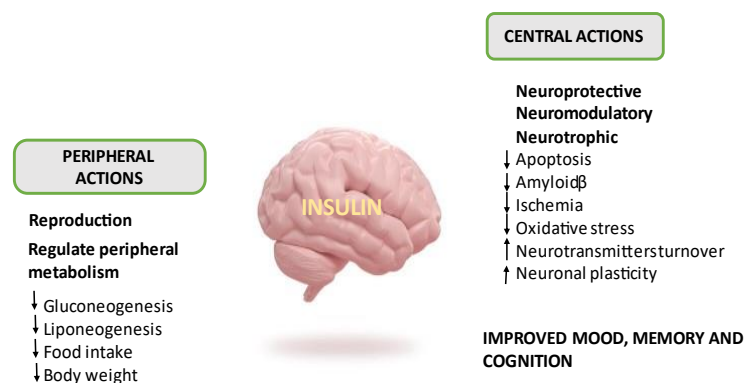 CENTRAL ACTIONS
Neuroprotective
Neuromodulatory
Neurotrophic
↓ Apoptosis
↓ Amyloidβ
↓ Ischemia
↓ Oxidative stress
↑ Neurotransmitters turnover
↑ Neuronal plasticity
IMPROVED MOOD, MEMORY AND
COGNITION
INSULIN
PERIPHERAL
ACTIONS
Reproduction
Regulate peripheral
metabolism
↓ Gluconeogenesis
↓ Liponeogenesis
↓ Food intake
↓ Body weight